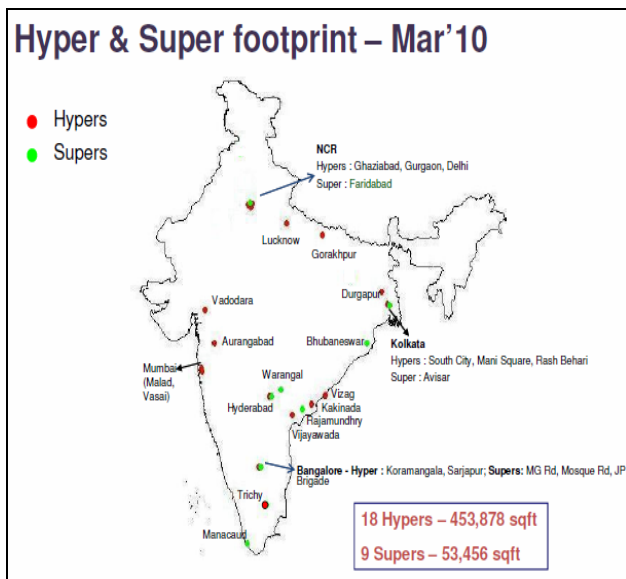 Hyper & Super footprint – Mar'10
Hypers
Supers
NCR
Hypers : Ghaziabad, Gurgaon, Delhi
Super : Faridabad
Lucknow
Gorakhpur
Durgapur
Vadodara
Aurangabad
Bhubaneswar
Kolkata
Hypers : South City, Mani Square, Rash Behari
Super : Avisar
Mumbai
(Malad,
Vasai)
Warangal
Hyderabad
Vizag
Kakinada
Rajamundhry
Vijayawada
Bangalore - Hyper : Koramangala, Sarjapur; Supers: MG Rd, Mosque Rd, JP
Brigade
Trichy
Manacaud
18 Hypers – 453,878 sqft
9 Supers – 53,456 sqft